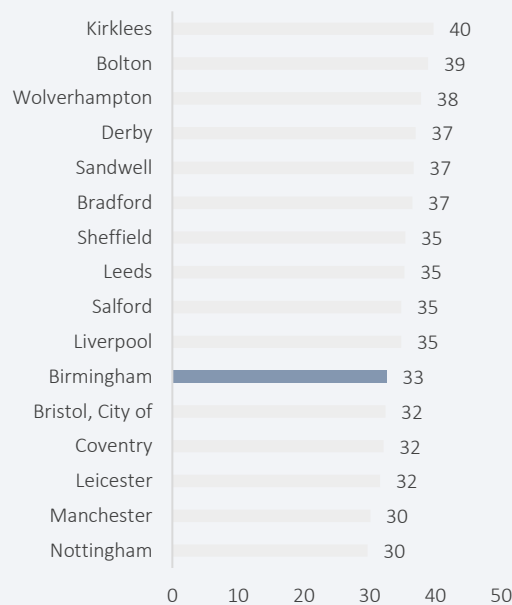 Kirklees 40
Bolton 39
Wolverhampton 38
Derby 37
Sandwell 37
Bradford 37
Sheffield 35
Leeds 35
Salford 35
Liverpool 35
Birmingham 33
Bristol, City of 32
Coventry 32
Leicester 32
Manchester 30
Nottingham 30
0 10 20 30 40 50